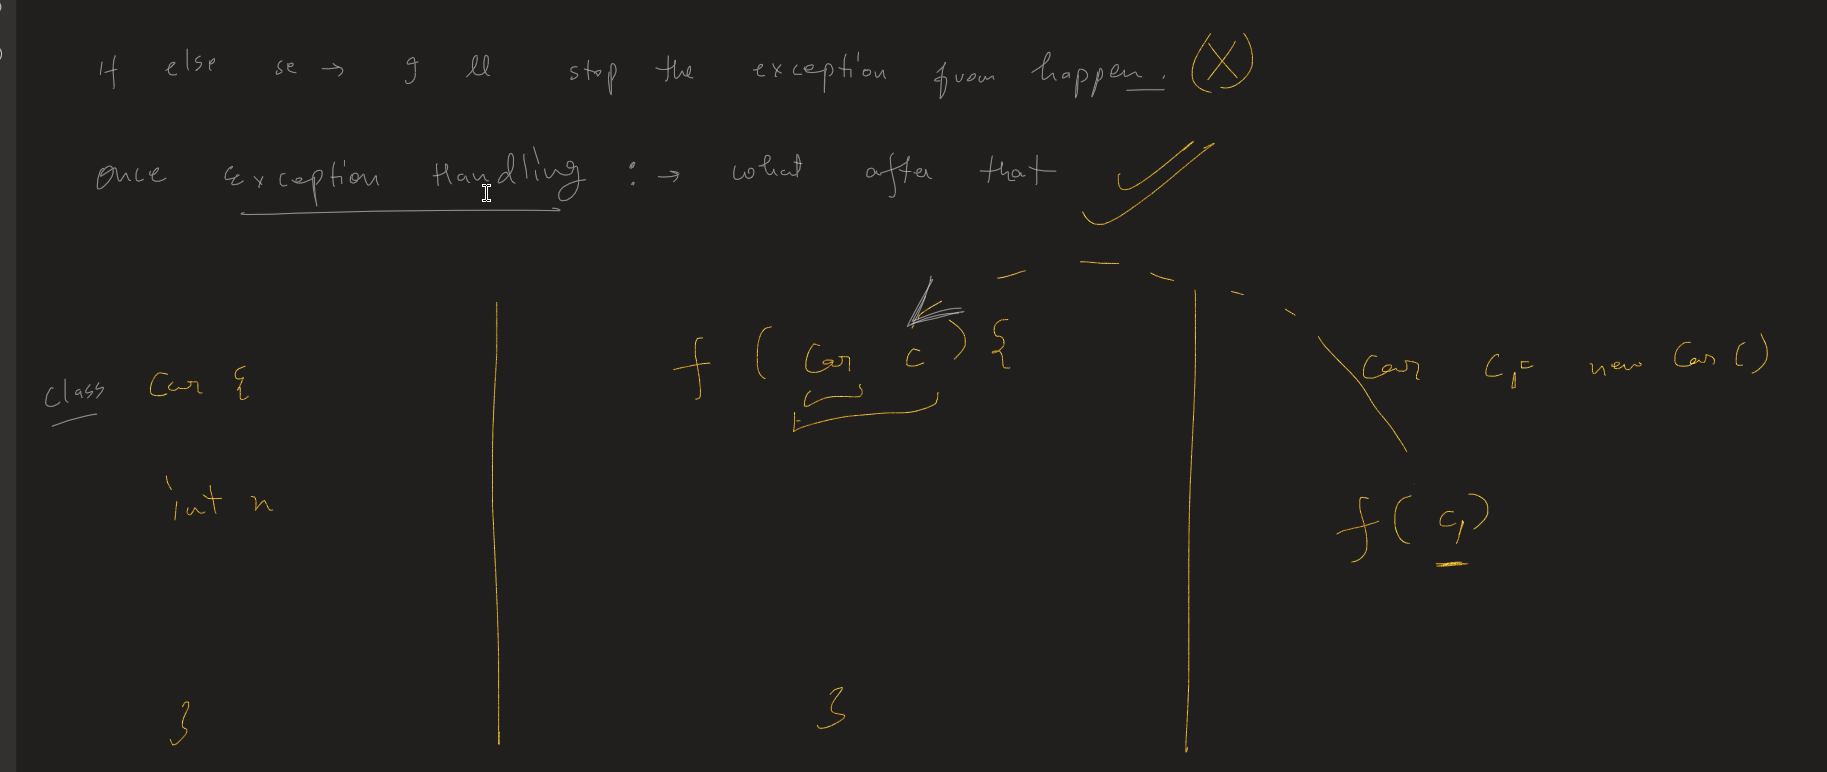 If else se → I ll stop the exception from happen. (X)
once Exception Handling : → what after that
class Car {
int n
}
f ( Car c ) {
}
Car c1 = new Car ()
f( c1 )